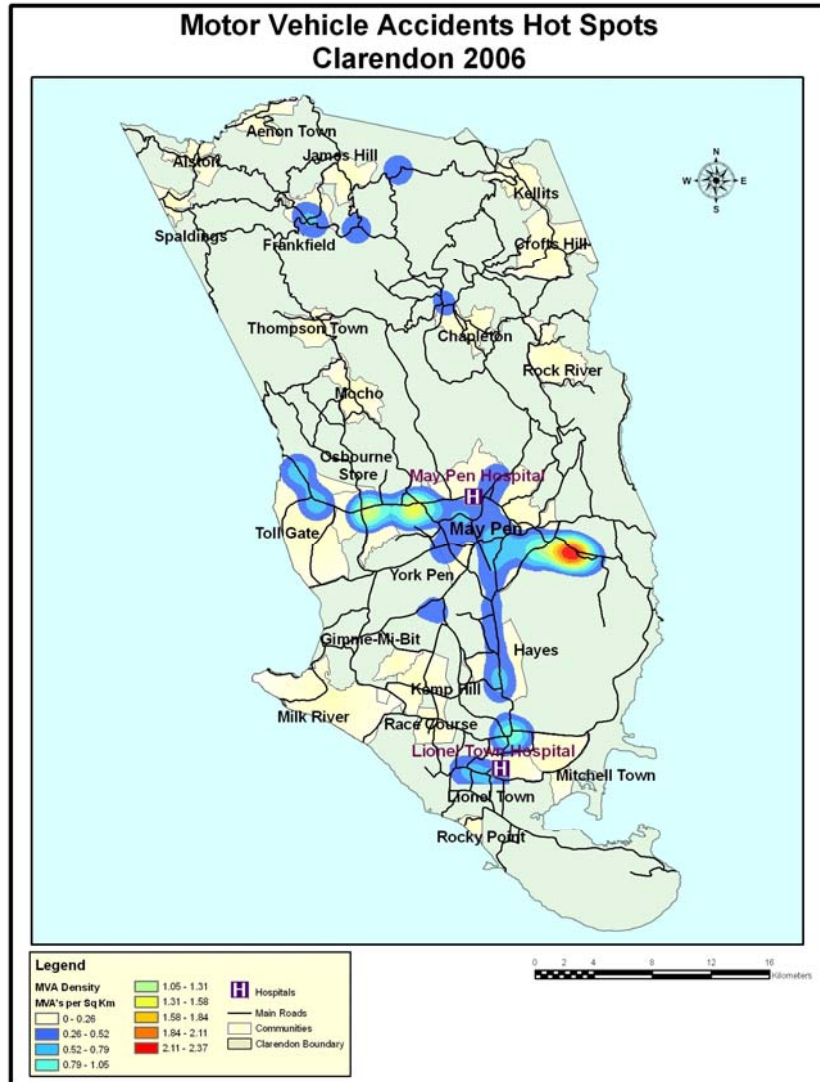 Motor Vehicle Accidents Hot Spots
Clarendon 2006
N
W E
S
Aenon Town
James Hill
Alston
Kellits
Spaldings
Frankfield
Crofts Hill
Thompson Town
Chapleton
Rock River
Mocho
Osbourne
Store
May Pen Hospital
H
Toll Gate
May Pen
York Pen
Gimme-Mi-Bit
Hayes
Kemp Hill
Milk River
Race Course
Lionel Town Hospital
H
Mitchell Town
Lionel Town
Rocky Point
Legend
MVA Density
MVA's per Sq Km
0 - 0.26
0.26 - 0.52
0.52 - 0.79
0.79 - 1.05
1.05 - 1.31
1.31 - 1.58
1.58 - 1.84
1.84 - 2.11
2.11 - 2.37
H Hospitals
Main Roads
Communities
Clarendon Boundary
0 2 4 8 12 16
Kilometers